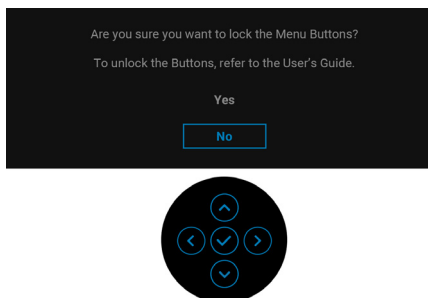 Are you sure you want to lock the Menu Buttons?
To unlock the Buttons, refer to the User's Guide.
Yes
No